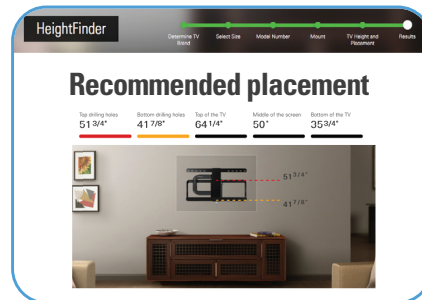 HeightFinder
Determine TV
Brand
Select Size
Model Number
Mount
TV Height and
Placement
Results
Recommended placement
Top drilling holes
51 3/4"
Bottom drilling holes
41 7/8"
Top of the TV
64 1/4"
Middle of the screen
50"
Bottom of the TV
35 3/4"
51 3/4"
41 7/8"